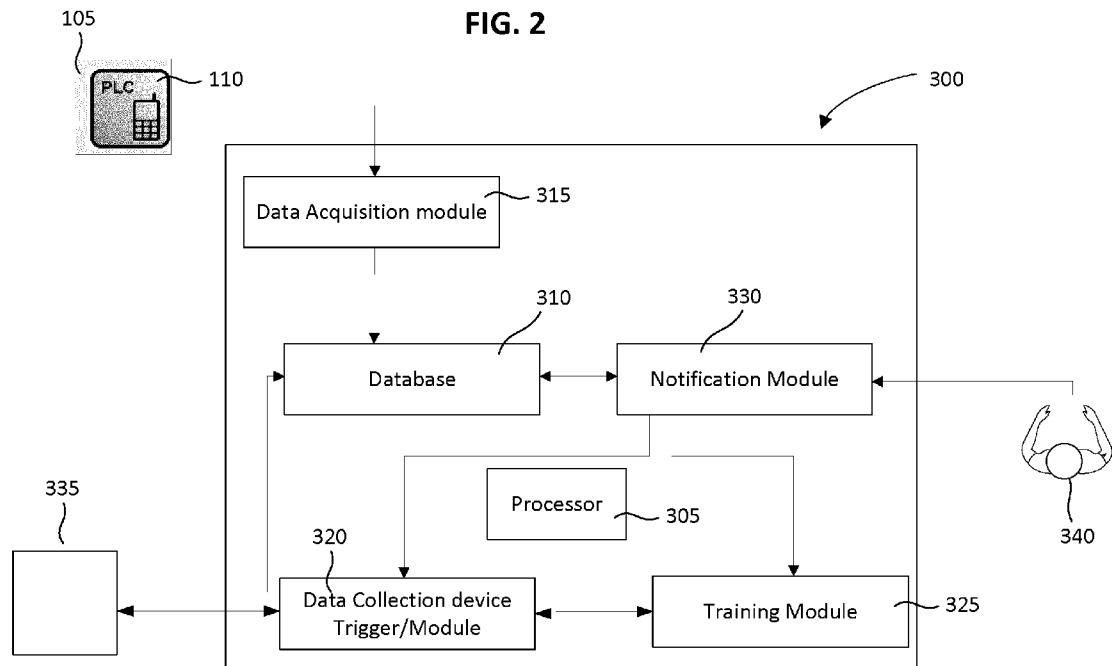 FIG. 2
105
110
PLC
300
Data Acquisition module
315
310
330
Database
Notification Module
335
Processor
305
340
320
Data Collection device
Trigger/Module
Training Module
325